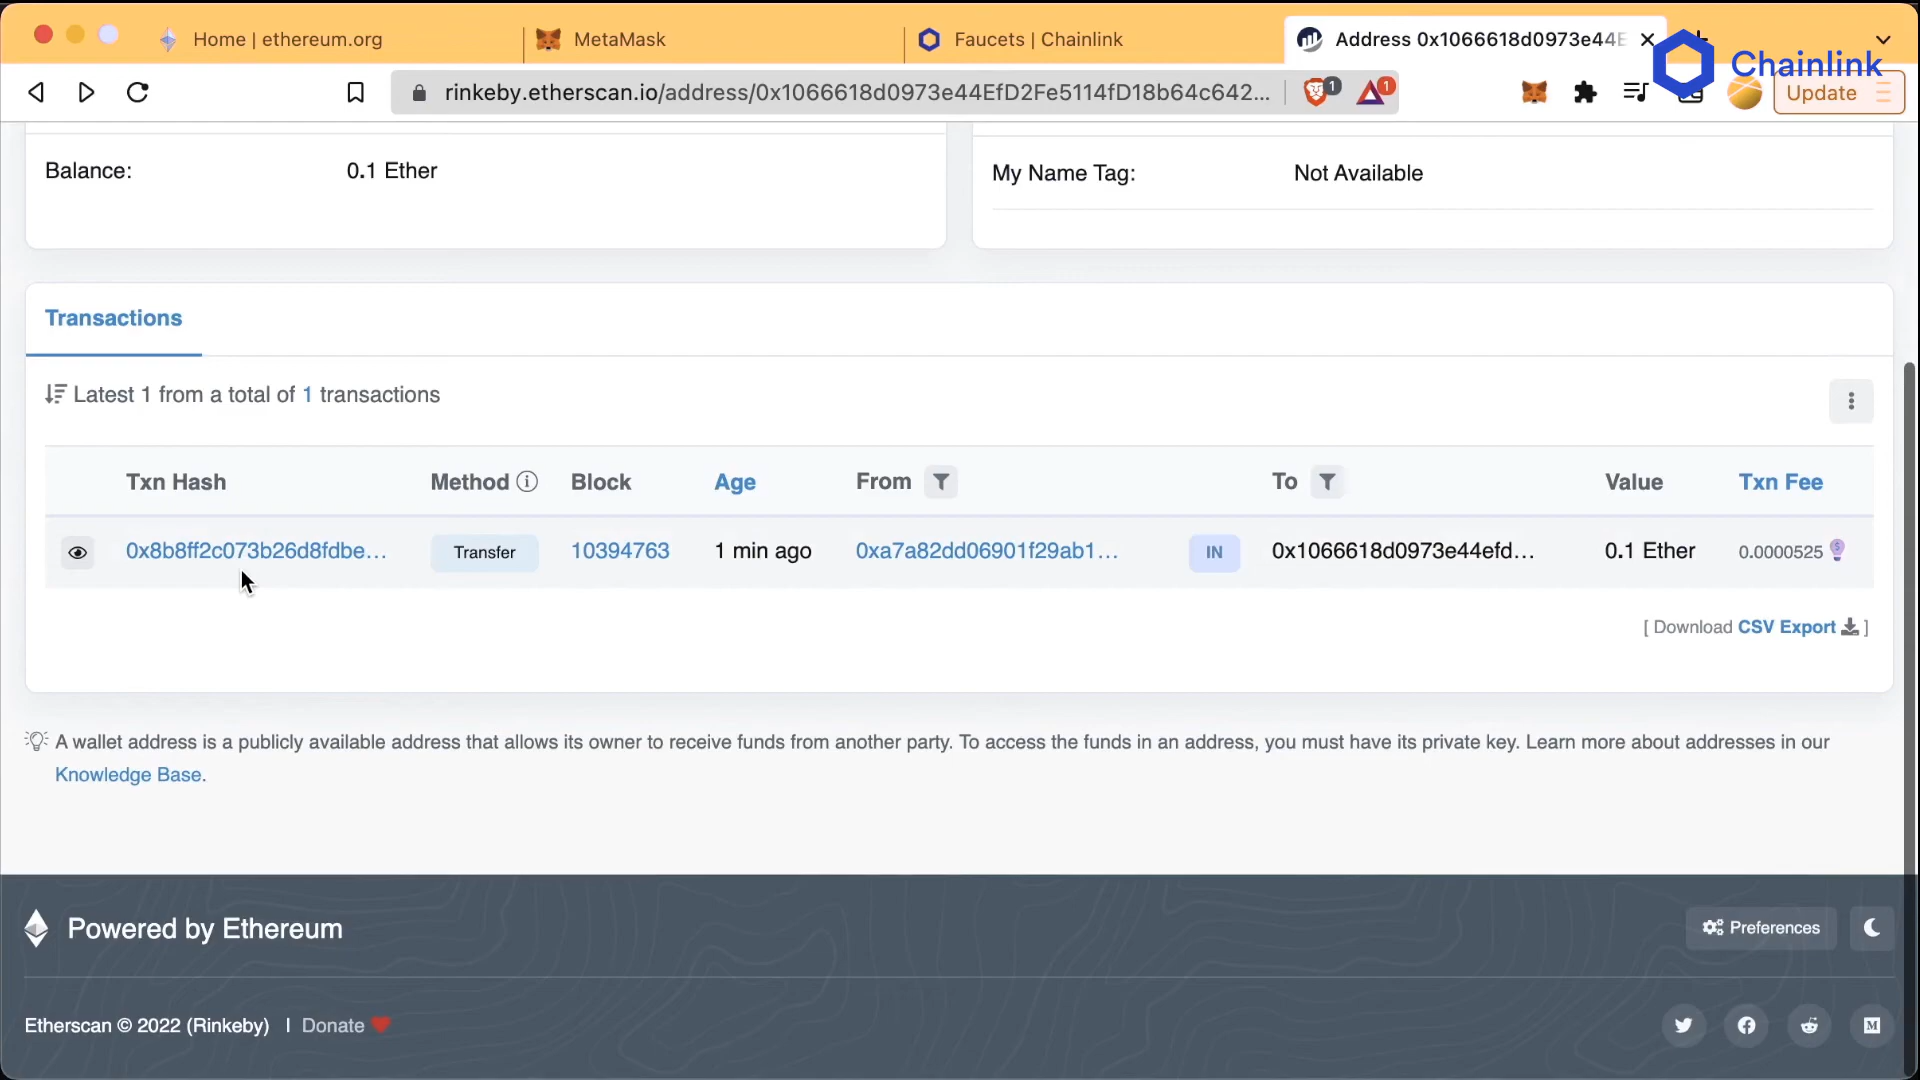 Home | ethereum.org
MetaMask
Faucets | Chainlink
Address 0x1066618d0973e44E
Chainlink
rinkeby.etherscan.io/address/0x1066618d0973e44EfD2Fe5114fD18b64c642...
1
1
Update
Balance: 0.1 Ether
My Name Tag: Not Available
Transactions
Latest 1 from a total of 1 transactions
Txn Hash Method Block Age From To Value Txn Fee
0x8b8ff2c073b26d8fdbe... Transfer 10394763 1 min ago 0xa7a82dd06901f29ab1... IN 0x1066618d0973e44efd... 0.1 Ether 0.0000525
[ Download CSV Export ]
A wallet address is a publicly available address that allows its owner to receive funds from another party. To access the funds in an address, you must have its private key. Learn more about addresses in our
Knowledge Base.
Powered by Ethereum
Preferences
Etherscan © 2022 (Rinkeby) | Donate